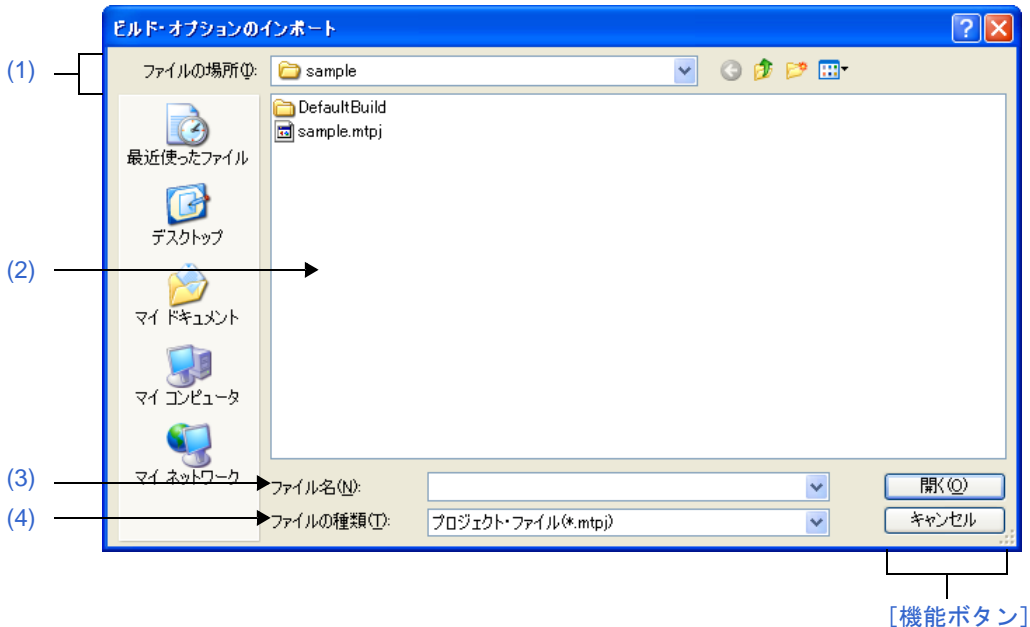 ビルド・オプションのインポート
(1)
ファイルの場所(I):
sample
DefaultBuild
sample.mtpj
最近使ったファイル
デスクトップ
(2)
マイ ドキュメント
マイ コンピュータ
マイ ネットワーク
(3)
ファイル名(N):
開く(O)
(4)
ファイルの種類(T):
プロジェクト・ファイル(*.mtpj)
キャンセル
[機能ボタン]